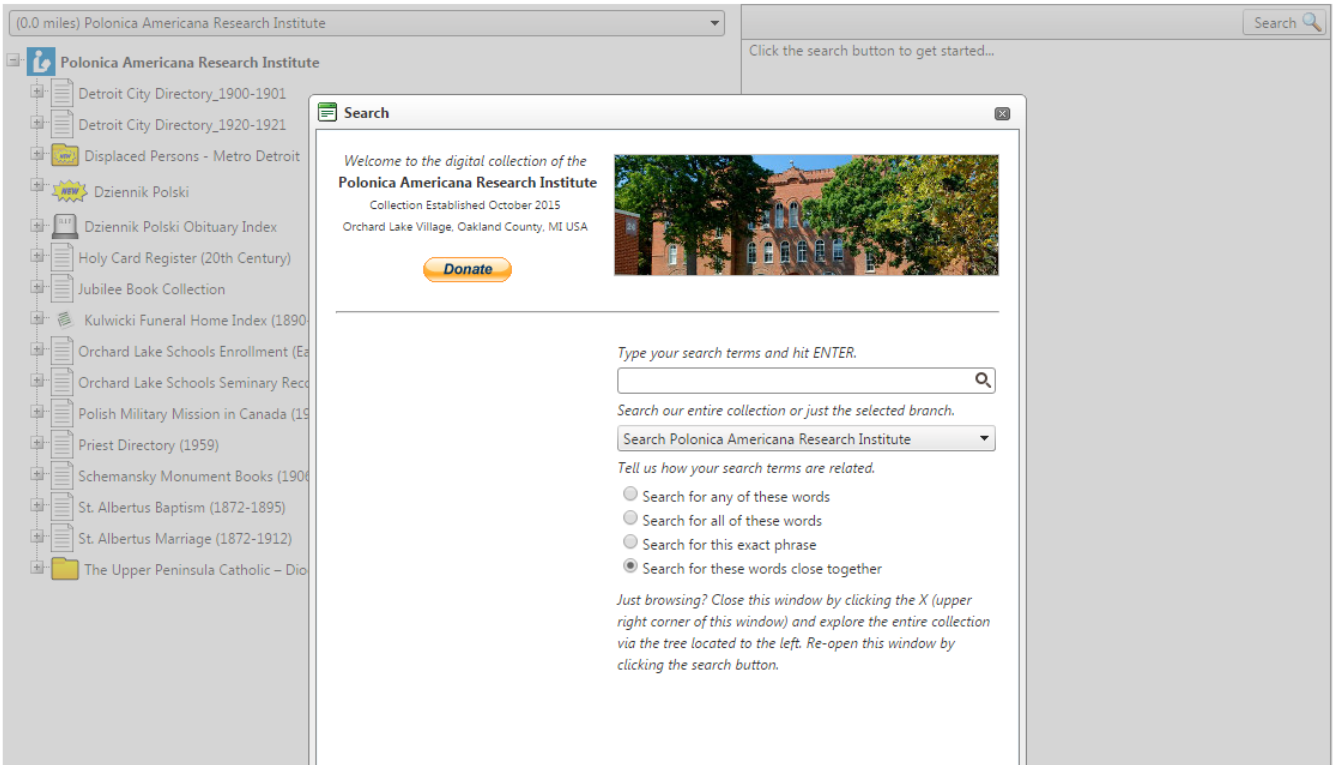 (0.0 miles) Polonica Americana Research Institute
Search
Click the search button to get started...
Polonica Americana Research Institute
Detroit City Directory_1900-1901
Detroit City Directory_1920-1921
NEW Displaced Persons - Metro Detroit
NEW Dziennik Polski
RIP Dziennik Polski Obituary Index
Holy Card Register (20th Century)
Jubilee Book Collection
Kulwicki Funeral Home Index (1890-
Orchard Lake Schools Enrollment (Ea
Orchard Lake Schools Seminary Reco
Polish Military Mission in Canada (19
Priest Directory (1959)
Schemansky Monument Books (1906
St. Albertus Baptism (1872-1895)
St. Albertus Marriage (1872-1912)
The Upper Peninsula Catholic – Dio
Search
Welcome to the digital collection of the
Polonica Americana Research Institute
Collection Established October 2015
Orchard Lake Village, Oakland County, MI USA
Donate
Type your search terms and hit ENTER.
Search our entire collection or just the selected branch.
Search Polonica Americana Research Institute
Tell us how your search terms are related.
Search for any of these words
Search for all of these words
Search for this exact phrase
Search for these words close together
Just browsing? Close this window by clicking the X (upper
right corner of this window) and explore the entire collection
via the tree located to the left. Re-open this window by
clicking the search button.